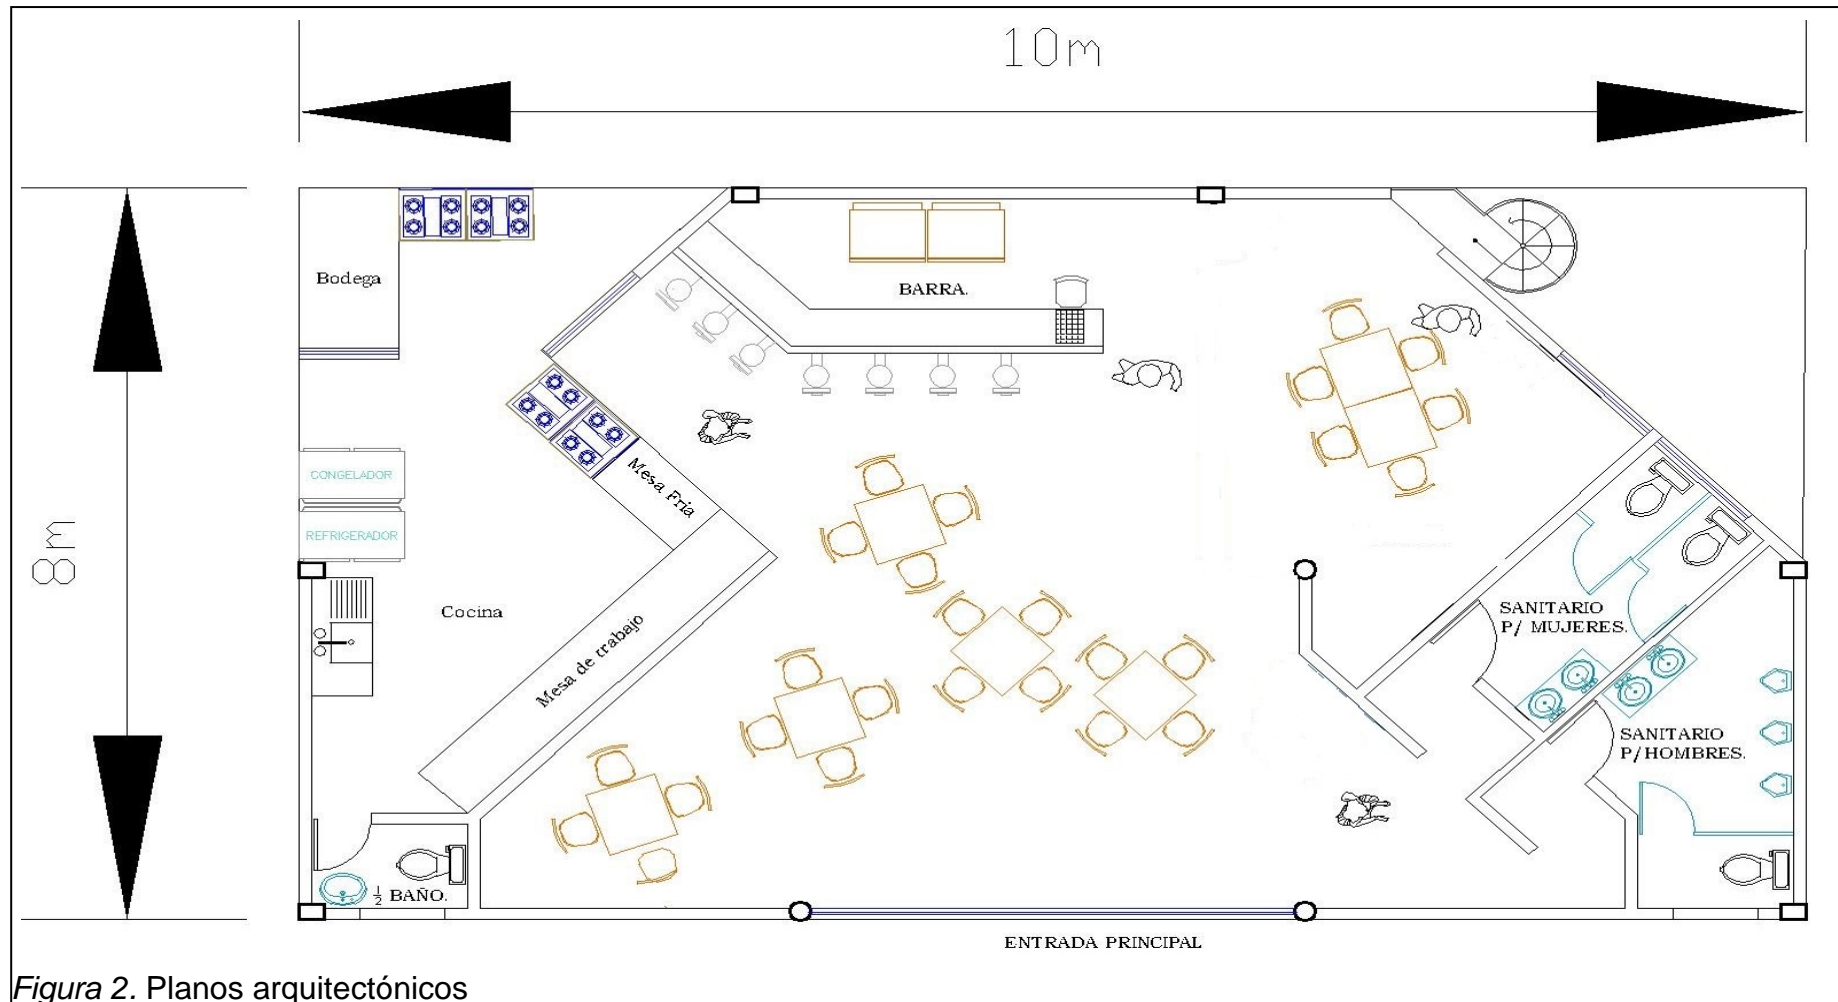 10m
8m
Bodega
BARRA.
CONGELADOR
REFRIGERADOR
Mesa Fria
Cocina
Mesa de trabajo
SANITARIO
P/ MUJERES.
SANITARIO
P/HOMBRES.
½ BAÑO.
ENTRADA PRINCIPAL
Figura 2. Planos arquitectónicos